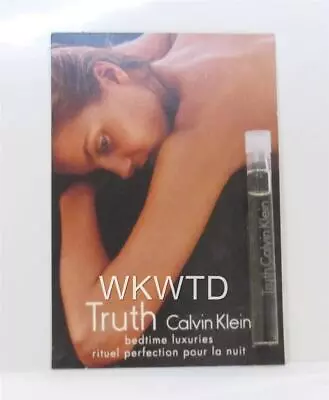 WKWTD
Truth Calvin Klein
bedtime luxuries
rituel perfection pour la nuit
Truth Calvin Klein